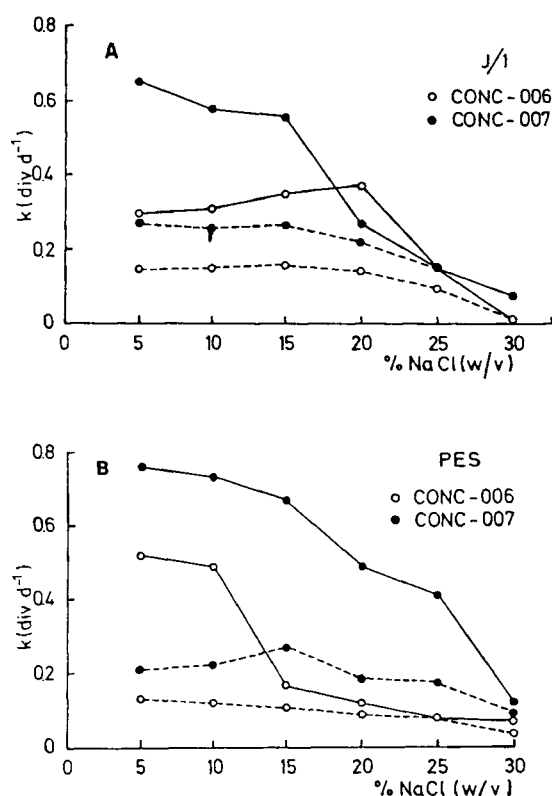 A
J/1
CONC-006
CONC-007
k (div d⁻¹)
0.8
0.6
0.4
0.2
0
0 5 10 15 20 25 30
% NaCl (w/v)
B
PES
CONC-006
CONC-007
k (div d⁻¹)
0.8
0.6
0.4
0.2
0
0 5 10 15 20 25 30
% NaCl (w/v)